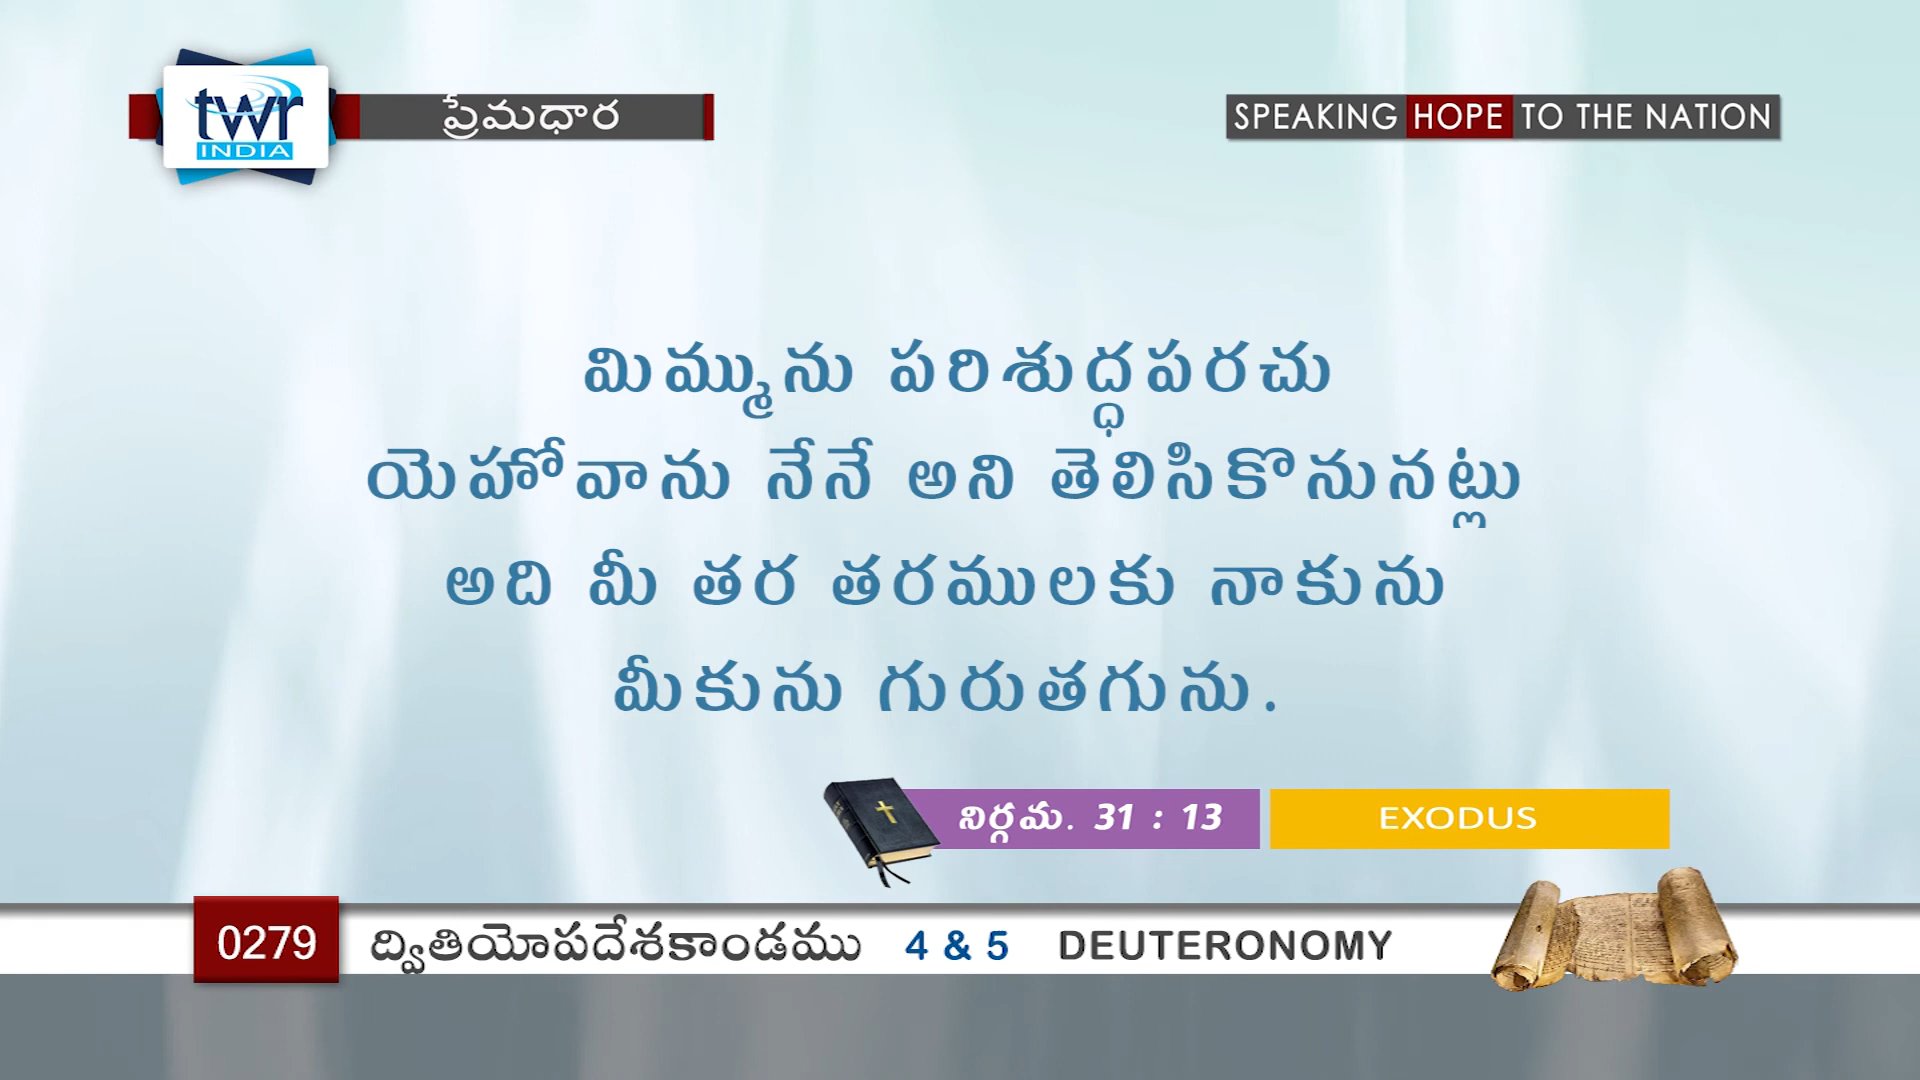 twr
INDIA
ప్రేమధార
SPEAKING HOPE TO THE NATION
మిమ్మును పరిశుద్ధపరచు
యెహోవాను నేనే అని తెలిసికొనునట్లు
అది మీ తర తరములకు నాకును
మీకును గురుతగును.
నిర్గమ. 31 : 13
EXODUS
0279 ద్వితియోపదేశకాండము 4 & 5 DEUTERONOMY